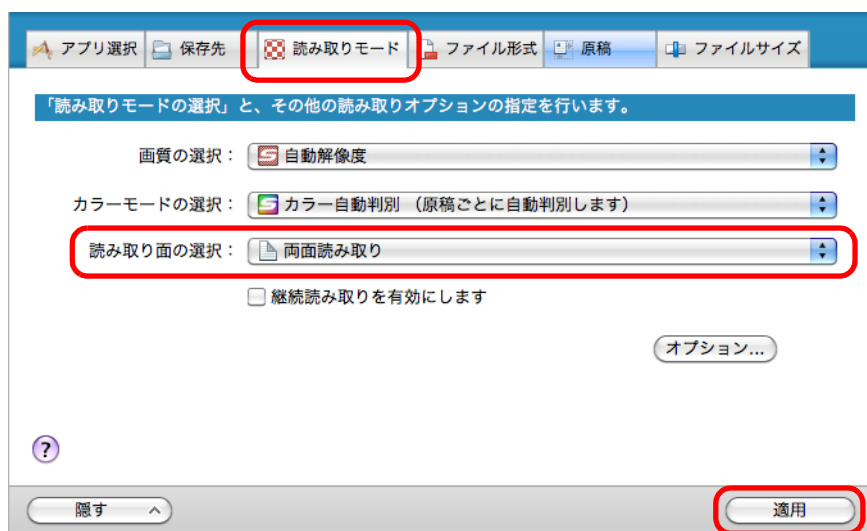 アプリ選択 保存先 読み取りモード ファイル形式 原稿 ファイルサイズ
「読み取りモードの選択」と、その他の読み取りオプションの指定を行います。
画質の選択： 自動解像度
カラーモードの選択： カラー自動判別 （原稿ごとに自動判別します）
読み取り面の選択： 両面読み取り
継続読み取りを有効にします
オプション...
?
隠す 適用